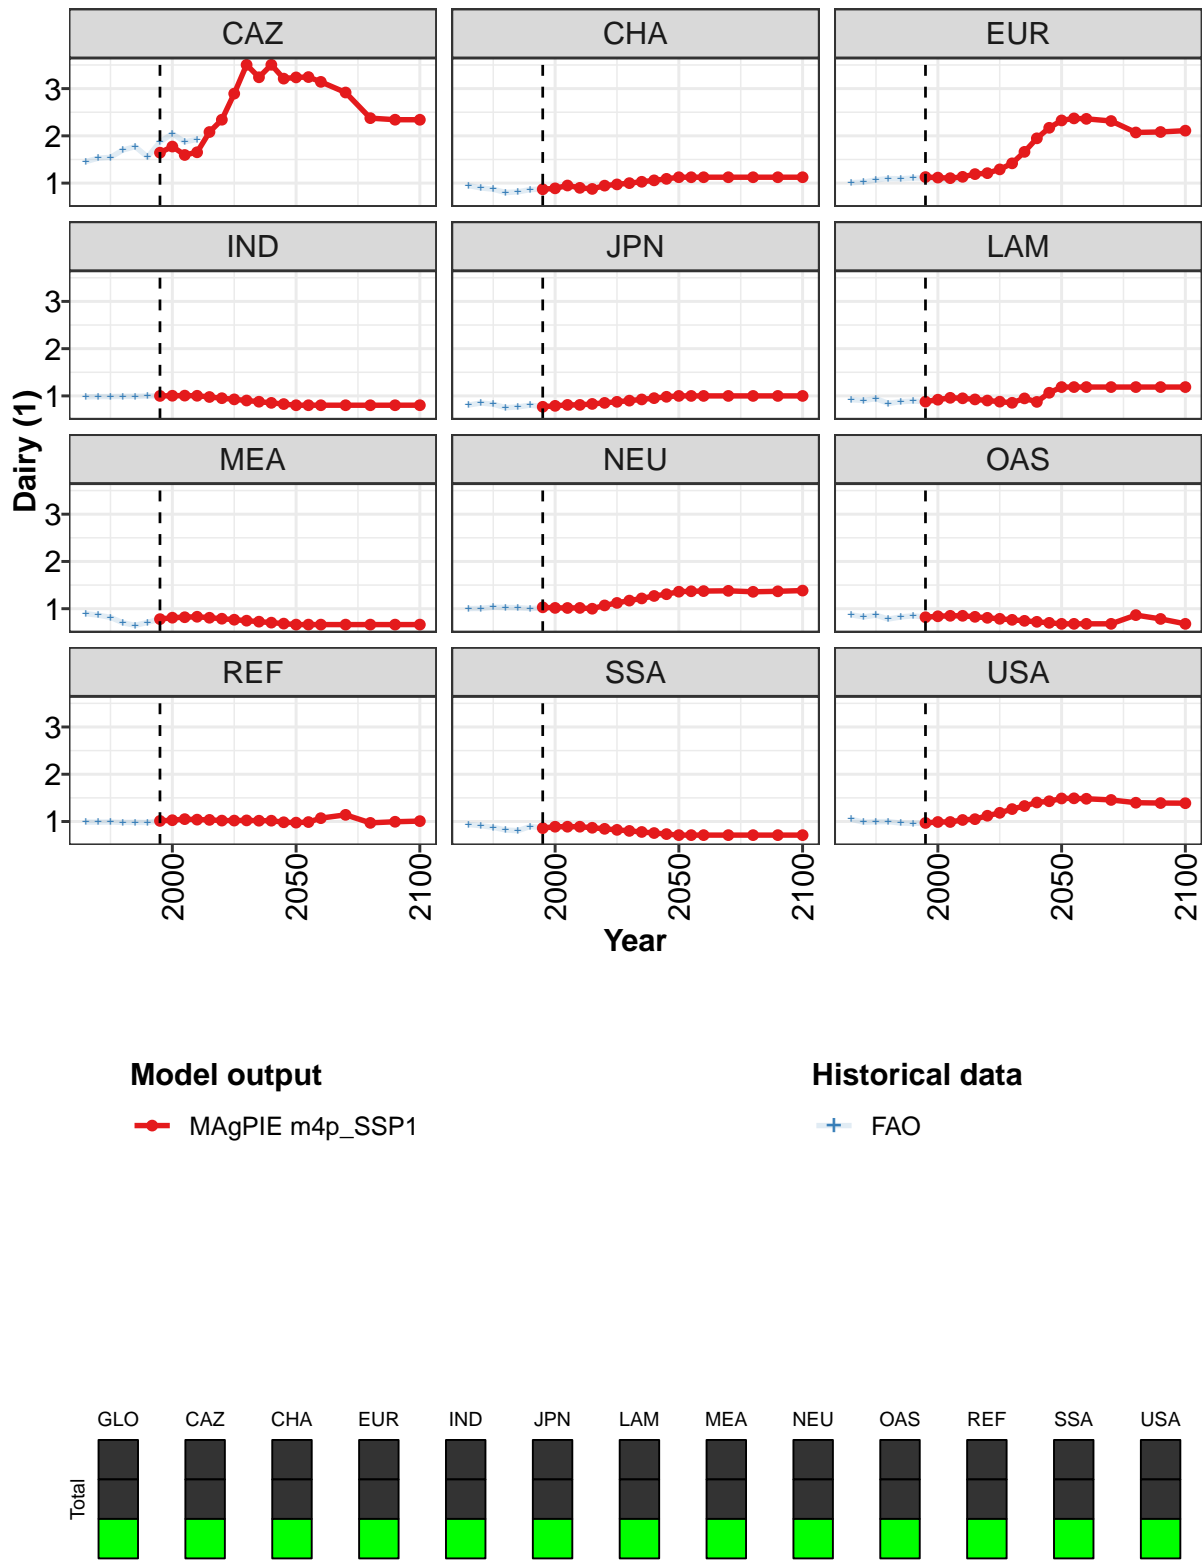 CAZ CHA EUR
3
2
1
IND JPN LAM
3
2
1
MEA NEU OAS
3
2
1
REF SSA USA
3
2
1
Dairy (1)
2000 2050 2100 2000 2050 2100 2000 2050 2100
Year
Model output Historical data
MAgPIE m4p_SSP1 FAO
GLO CAZ CHA EUR IND JPN LAM MEA NEU OAS REF SSA USA
Total